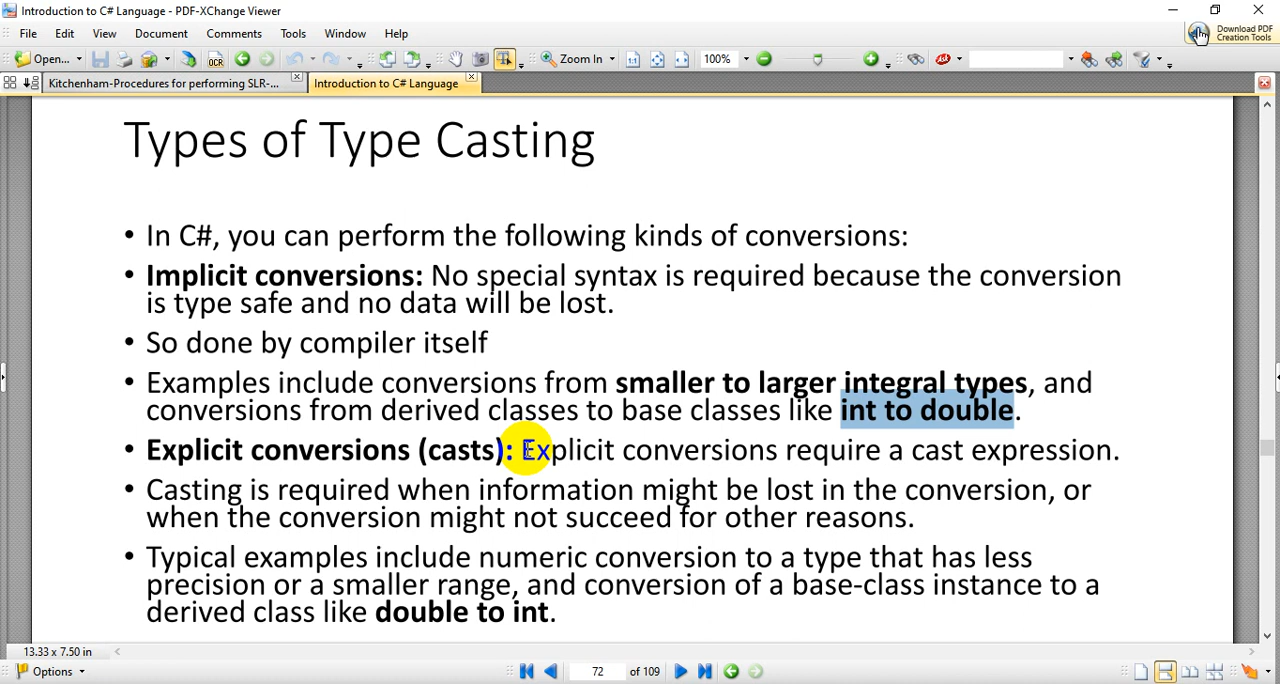 Introduction to C# Language - PDF-XChange Viewer
File Edit View Document Comments Tools Window Help
Download PDF
Creation Tools
Open... OCR Zoom In 100%
Kitchenham-Procedures for performing SLR-... Introduction to C# Language
Types of Type Casting
• In C#, you can perform the following kinds of conversions:
• Implicit conversions: No special syntax is required because the conversion
is type safe and no data will be lost.
• So done by compiler itself
• Examples include conversions from smaller to larger integral types, and
conversions from derived classes to base classes like int to double.
• Explicit conversions (casts): Explicit conversions require a cast expression.
• Casting is required when information might be lost in the conversion, or
when the conversion might not succeed for other reasons.
• Typical examples include numeric conversion to a type that has less
precision or a smaller range, and conversion of a base-class instance to a
derived class like double to int.
13.33 x 7.50 in
Options 72 of 109